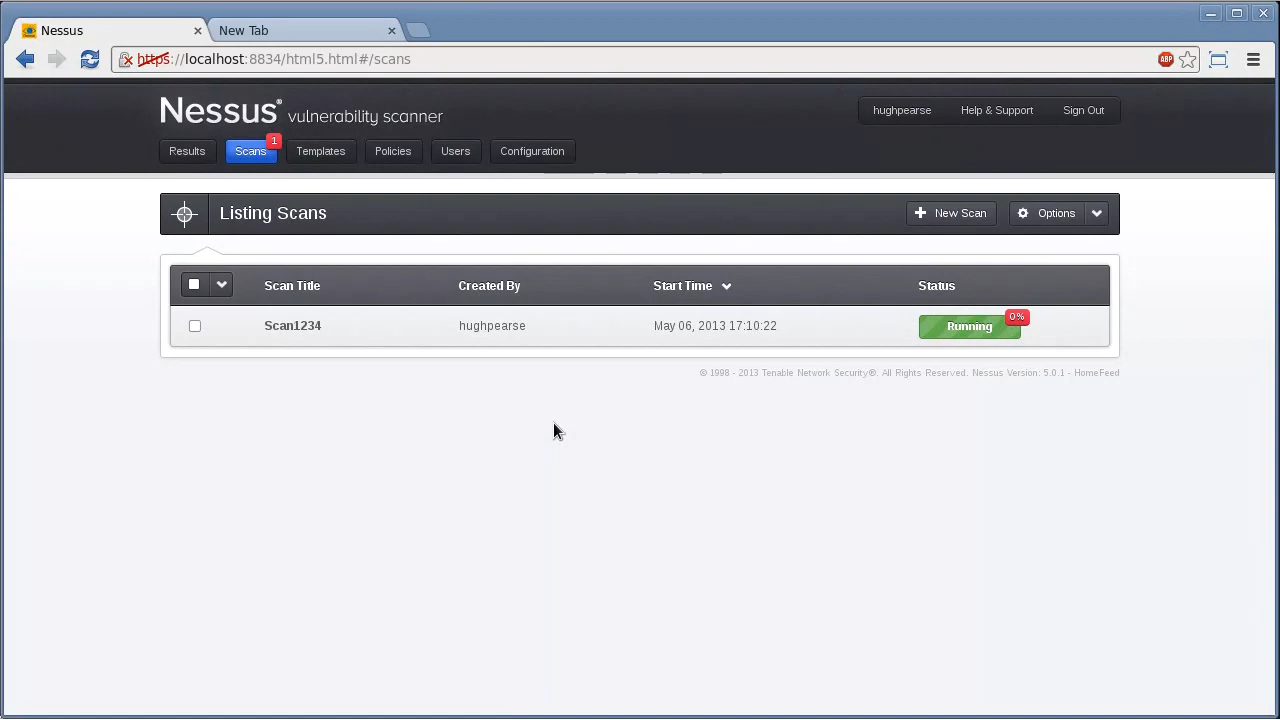 Nessus
New Tab
https://localhost:8834/html5.html#/scans
ABP
Nessus® vulnerability scanner
hughpearse Help & Support Sign Out
Results Scans 1 Templates Policies Users Configuration
Listing Scans
New Scan Options
Scan Title Created By Start Time Status
Scan1234 hughpearse May 06, 2013 17:10:22 Running 0%
© 1998 - 2013 Tenable Network Security®. All Rights Reserved. Nessus Version: 5.0.1 - HomeFeed